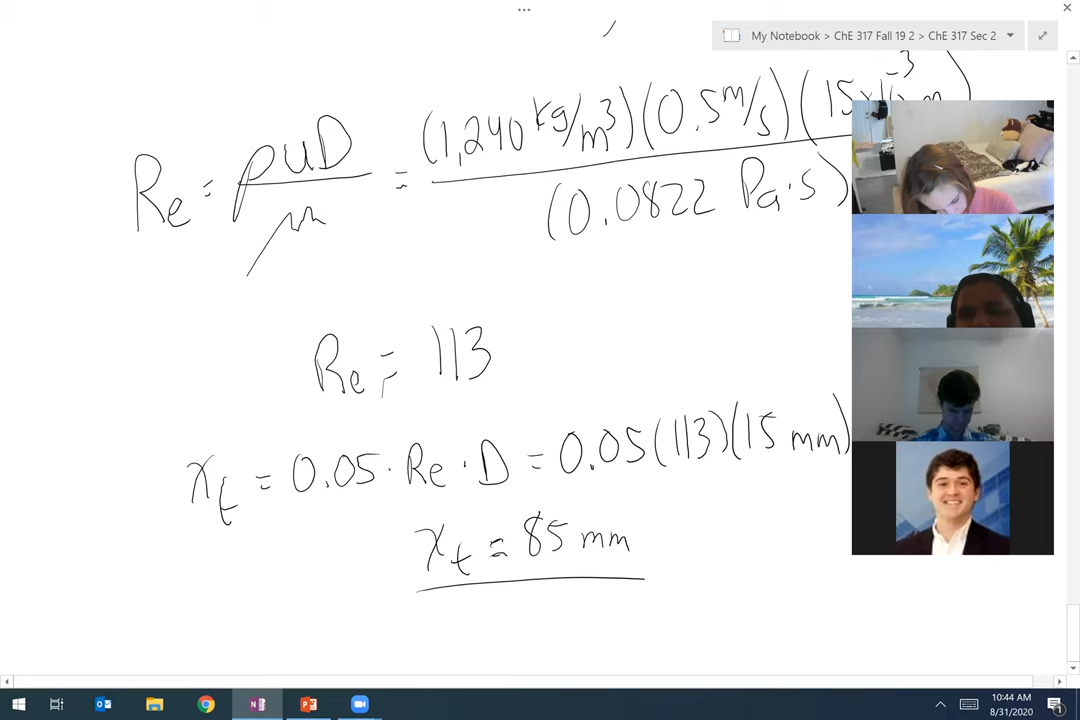 ...
My Notebook > ChE 317 Fall 19 2 > ChE 317 Sec 2
Re = ρuD/μ = (1,240 kg/m³)(0.5 m/s)(15×10⁻³ m)/(0.0822 Pa·s)
Re = 113
x_t = 0.05 · Re · D = 0.05(113)(15 mm)
x_t = 85 mm
10:44 AM
8/31/2020